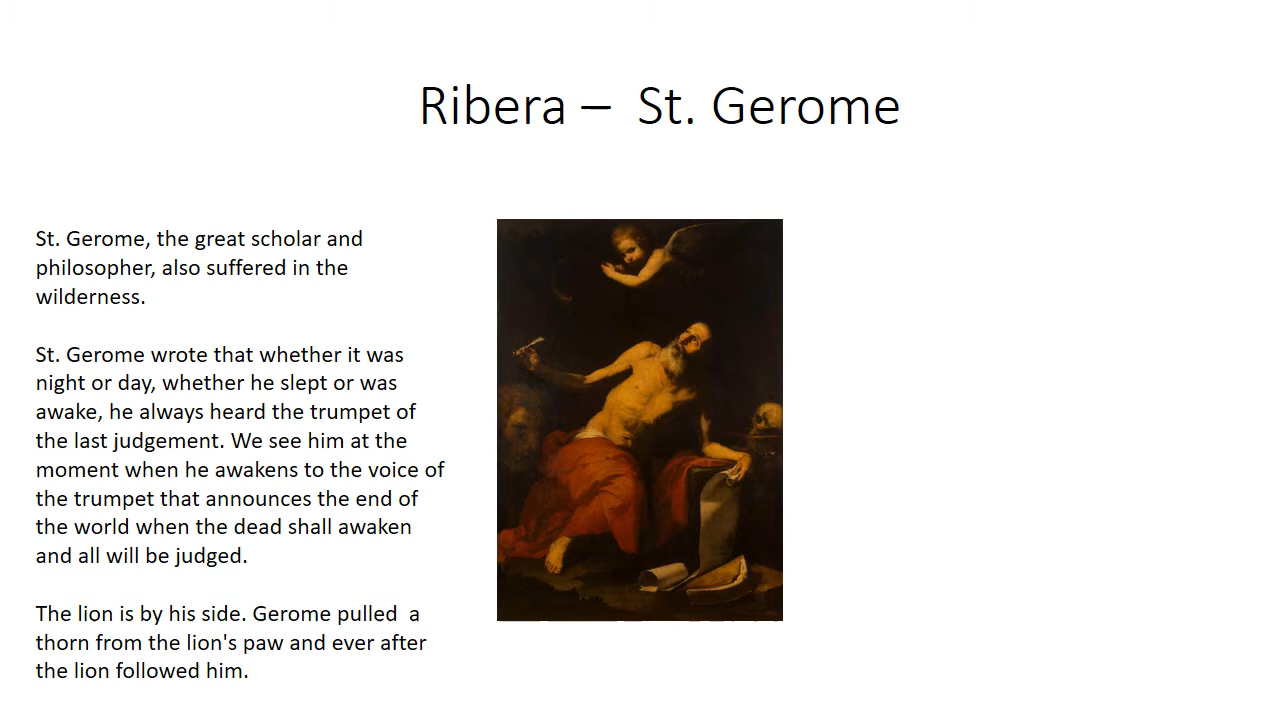 Ribera – St. Gerome
St. Gerome, the great scholar and
philosopher, also suffered in the
wilderness.
St. Gerome wrote that whether it was
night or day, whether he slept or was
awake, he always heard the trumpet of
the last judgement. We see him at the
moment when he awakens to the voice of
the trumpet that announces the end of
the world when the dead shall awaken
and all will be judged.
The lion is by his side. Gerome pulled  a
thorn from the lion's paw and ever after
the lion followed him.